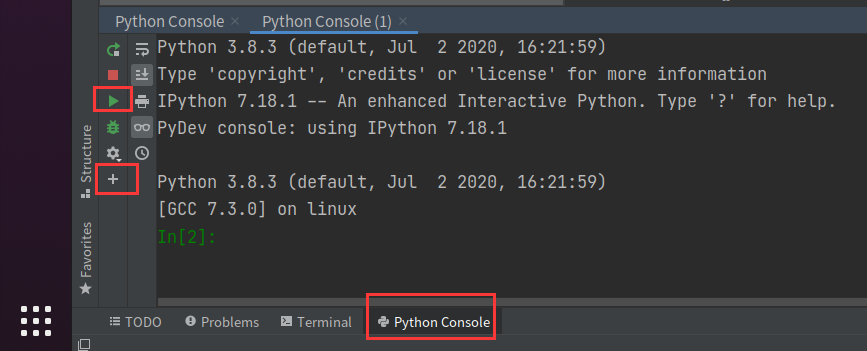 Python Console Python Console (1)
Python 3.8.3 (default, Jul  2 2020, 16:21:59)
Type 'copyright', 'credits' or 'license' for more information
IPython 7.18.1 -- An enhanced Interactive Python. Type '?' for help.
PyDev console: using IPython 7.18.1
Python 3.8.3 (default, Jul  2 2020, 16:21:59)
[GCC 7.3.0] on linux
In[2]:
Structure
Favorites
TODO Problems Terminal Python Console